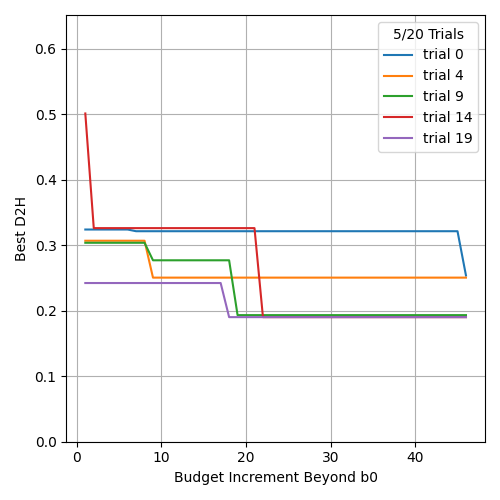 5/20 Trials
trial 0
trial 4
trial 9
trial 14
trial 19
Best D2H
0.6
0.5
0.4
0.3
0.2
0.1
0.0
0 10 20 30 40
Budget Increment Beyond b0